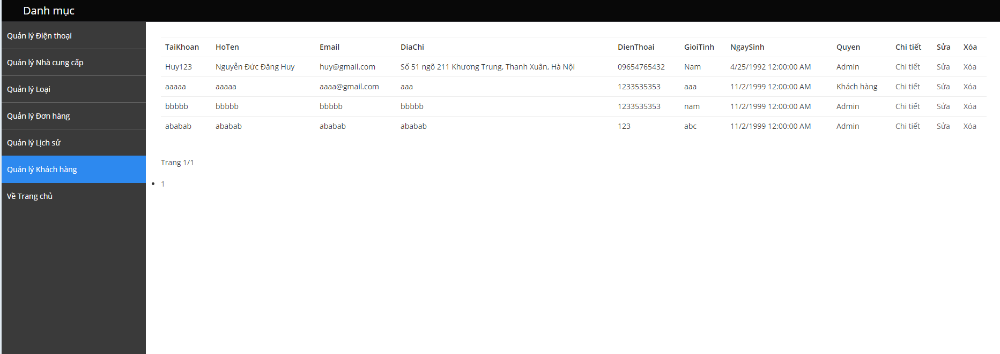 Danh mục
Quản lý Điện thoại
Quản lý Nhà cung cấp
Quản lý Loại
Quản lý Đơn hàng
Quản lý Lịch sử
Quản lý Khách hàng
Về Trang chủ
TaiKhoan HoTen Email DiaChi DienThoai GioiTinh NgaySinh Quyen Chi tiết Sửa Xóa
Huy123 Nguyễn Đức Đăng Huy huy@gmail.com Số 51 ngõ 211 Khương Trung, Thanh Xuân, Hà Nội 09654765432 Nam 4/25/1992 12:00:00 AM Admin Chi tiết Sửa Xóa
aaaaa aaaaa aaaa@gmail.com aaa 1233535353 aaa 11/2/1999 12:00:00 AM Khách hàng Chi tiết Sửa Xóa
bbbbb bbbbb bbbbb bbbbb 1233535353 nam 11/2/1999 12:00:00 AM Admin Chi tiết Sửa Xóa
ababab ababab ababab ababab 123 abc 11/2/1999 12:00:00 AM Admin Chi tiết Sửa Xóa
Trang 1/1
• 1